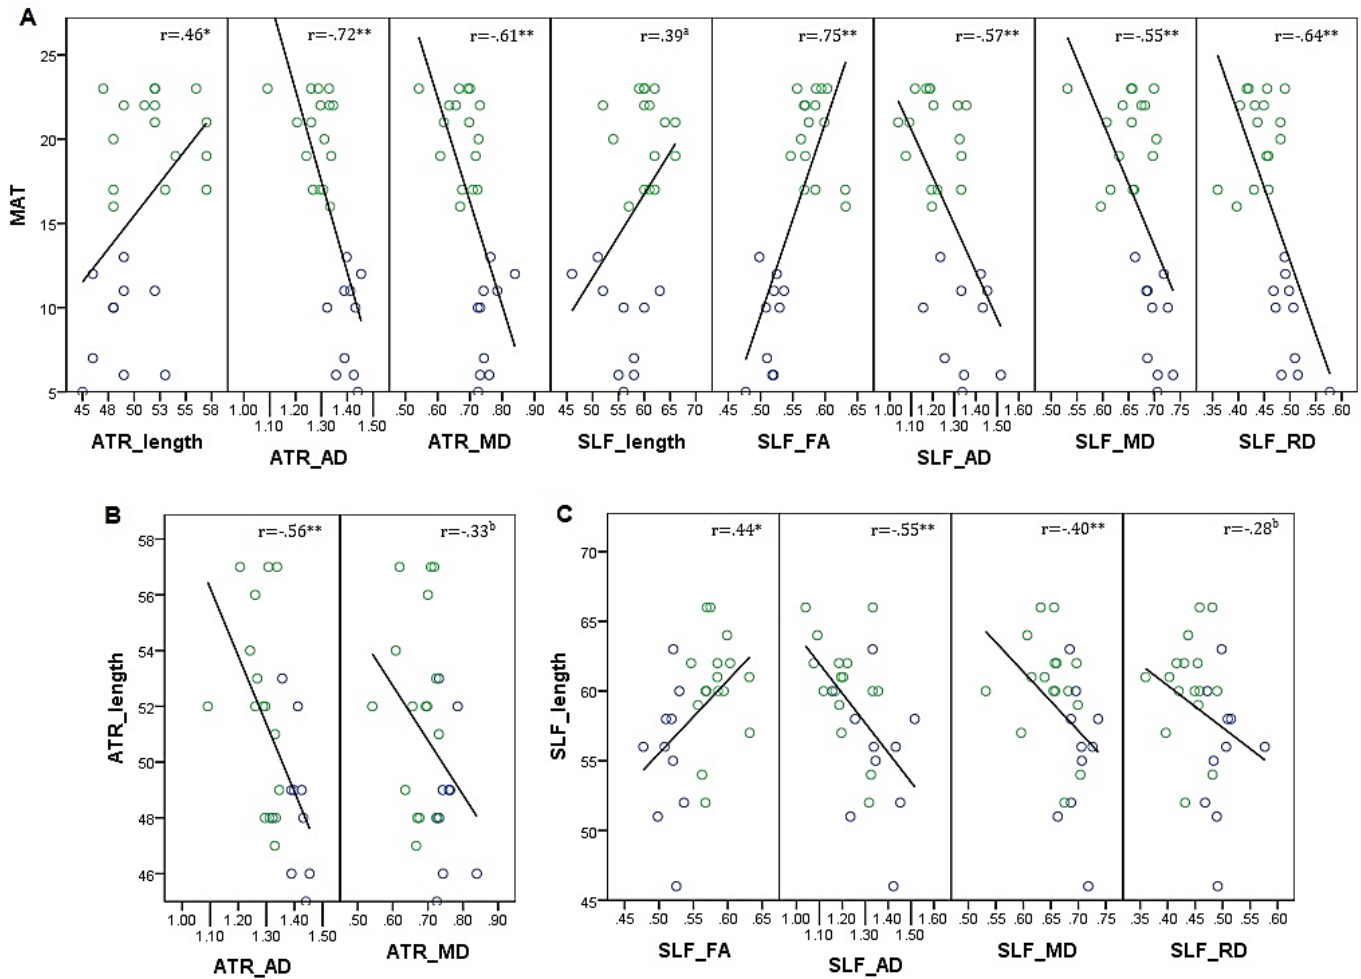 A
r=.46* r=-.72** r=-.61** r=.39ª r=.75** r=-.57** r=-.55** r=-.64**
25
20
MAT
15
10
5
45 48 50 53 55 58 1.00 1.20 1.40 .50 .60 .70 .80 .90 45 50 55 60 65 70 .45 .50 .55 .60 .65 1.00 1.20 1.40 1.60 .50 .55 .60 .65 .70 .75 .35 .40 .45 .50 .55 .60
1.10 1.30 1.50 1.10 1.30 1.50
ATR_length ATR_AD ATR_MD SLF_length SLF_FA SLF_AD SLF_MD SLF_RD
B
r=-.56** r=-.33ᵇ
58
56
54
ATR_length
52
50
48
46
1.00 1.20 1.40 .50 .60 .70 .80 .90
1.10 1.30 1.50
ATR_AD ATR_MD
C
r=.44* r=-.55** r=-.40** r=-.28ᵇ
70
65
SLF_length
60
55
50
45
.45 .50 .55 .60 .65 1.00 1.20 1.40 1.60 .50 .55 .60 .65 .70 .75 .35 .40 .45 .50 .55 .60
1.10 1.30 1.50
SLF_FA SLF_AD SLF_MD SLF_RD